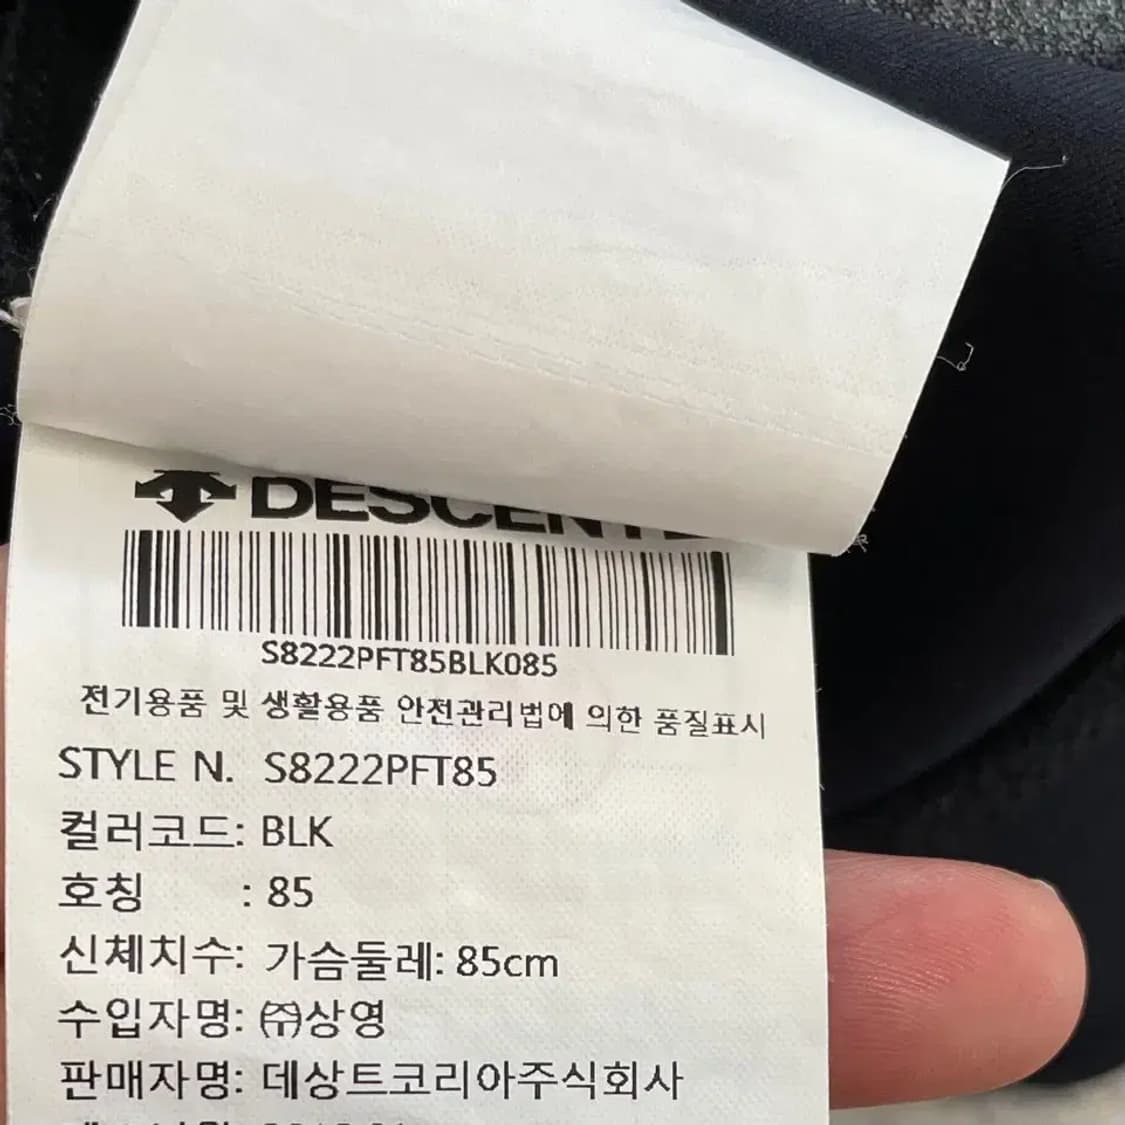 DESCENTE
S8222PFT85BLK085
전기용품 및 생활용품 안전관리법에 의한 품질표시
STYLE N. S8222PFT85
컬러코드: BLK
호칭 : 85
신체치수: 가슴둘레: 85cm
수입자명: ㈜상영
판매자명: 데상트코리아주식회사